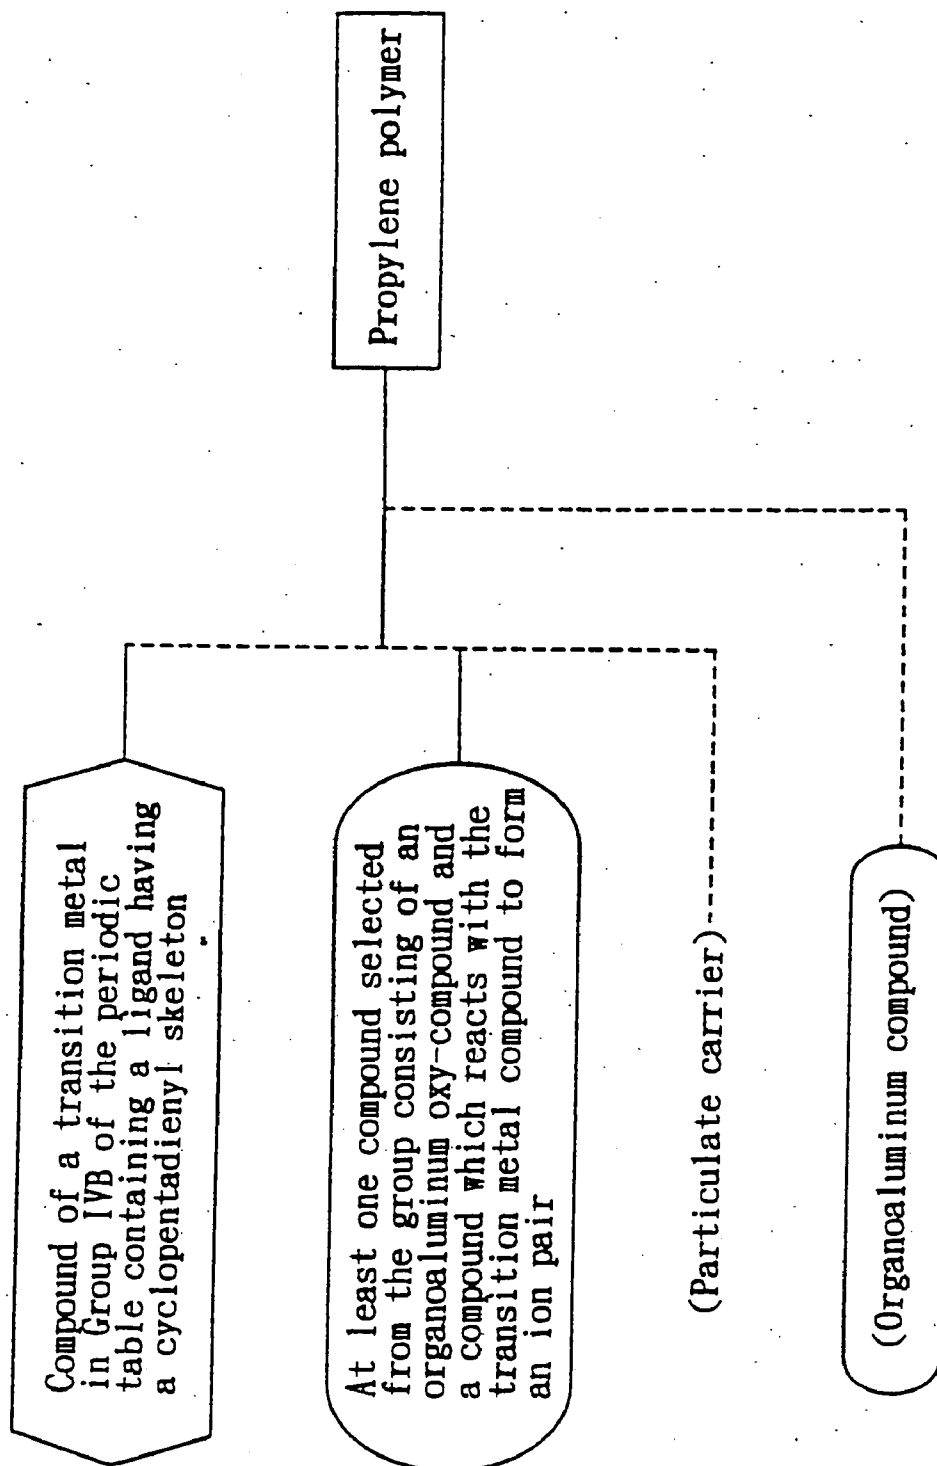 Compound of a transition metal
in Group IVB of the periodic
table containing a ligand having
a cyclopentadienyl skeleton
At least one compound selected
from the group consisting of an
organoaluminum oxy-compound and
a compound which reacts with the
transition metal compound to form
an ion pair
(Particulate carrier)
(Organoaluminum compound)
Propylene polymer